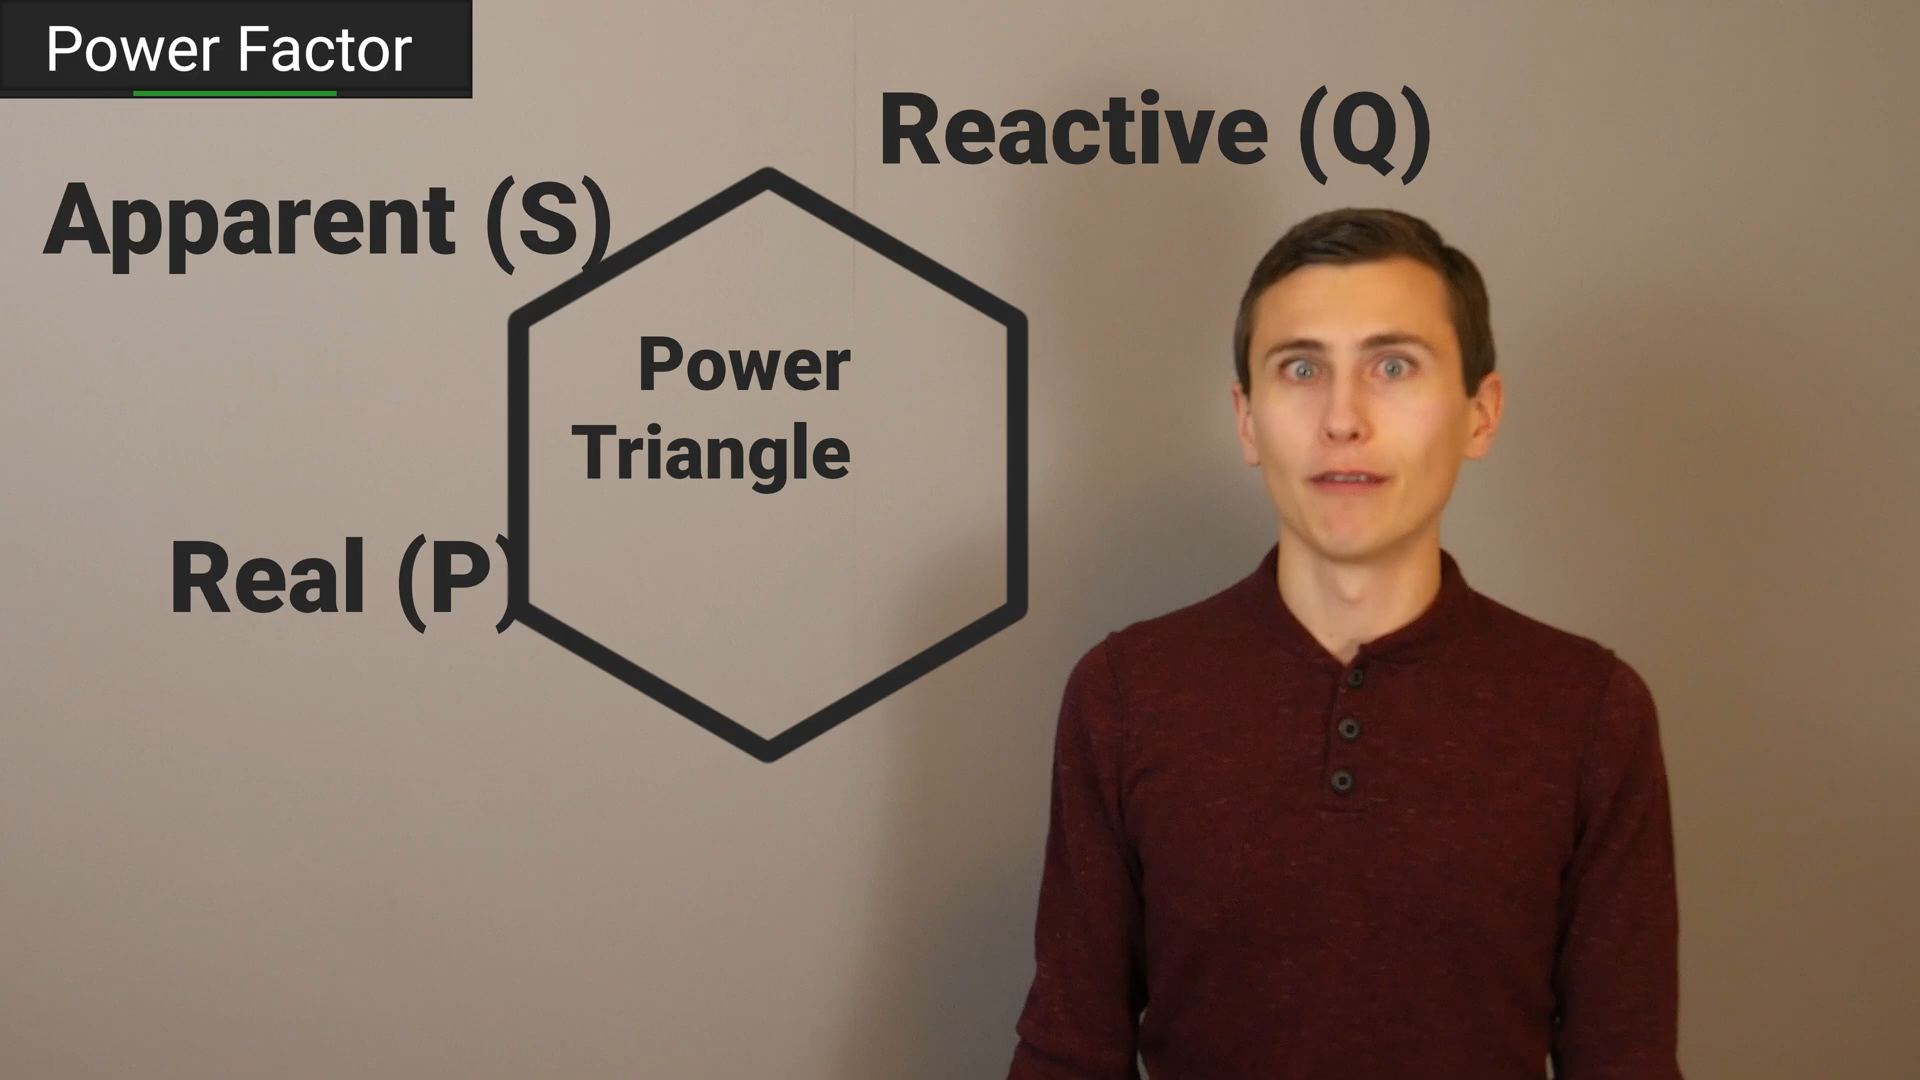 Power Factor
Reactive (Q)
Apparent (S)
Power
Triangle
Real (P)